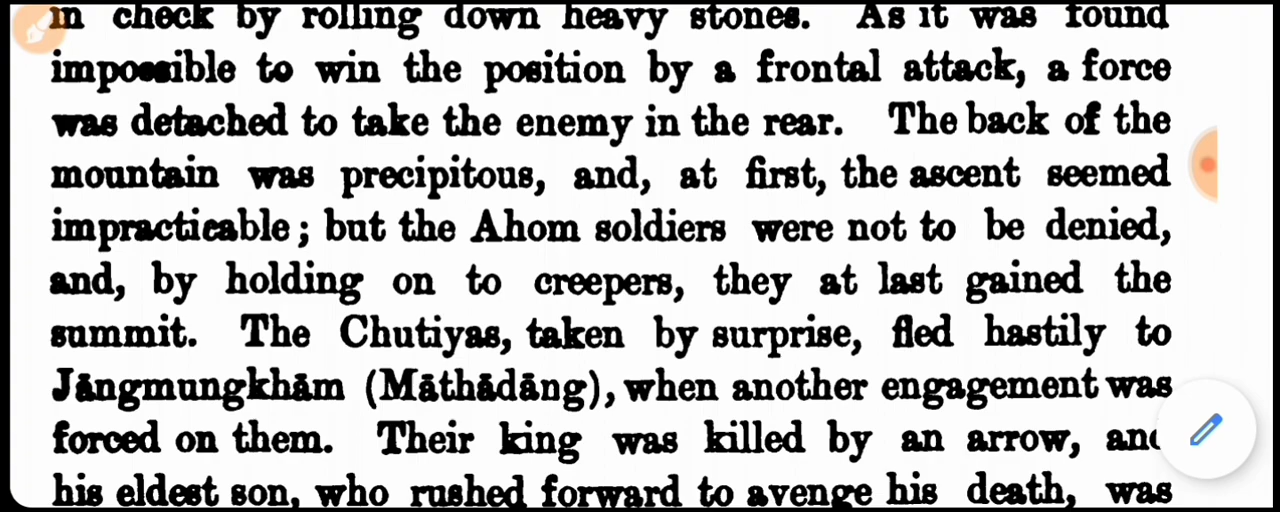 in check by rolling down heavy stones. As it was found
impossible to win the position by a frontal attack, a force
was detached to take the enemy in the rear. The back of the
mountain was precipitous, and, at first, the ascent seemed
impracticable; but the Ahom soldiers were not to be denied,
and, by holding on to creepers, they at last gained the
summit. The Chutiyas, taken by surprise, fled hastily to
Jāngmungkhām (Māthādāng), when another engagement was
forced on them. Their king was killed by an arrow, and
his eldest son, who rushed forward to avenge his death, was